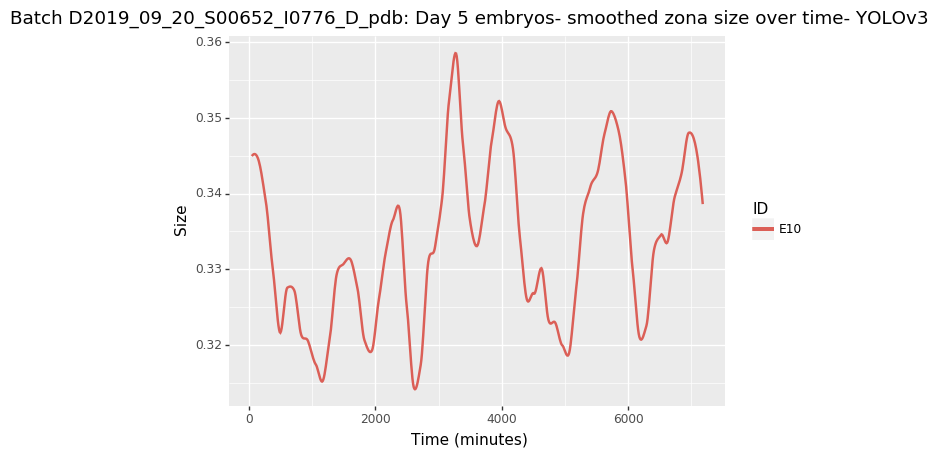 Batch D2019_09_20_S00652_I0776_D_pdb: Day 5 embryos- smoothed zona size over time- YOLOv3
0.36
0.35
0.34
0.33
0.32
Size
0
2000
4000
6000
Time (minutes)
ID
E10